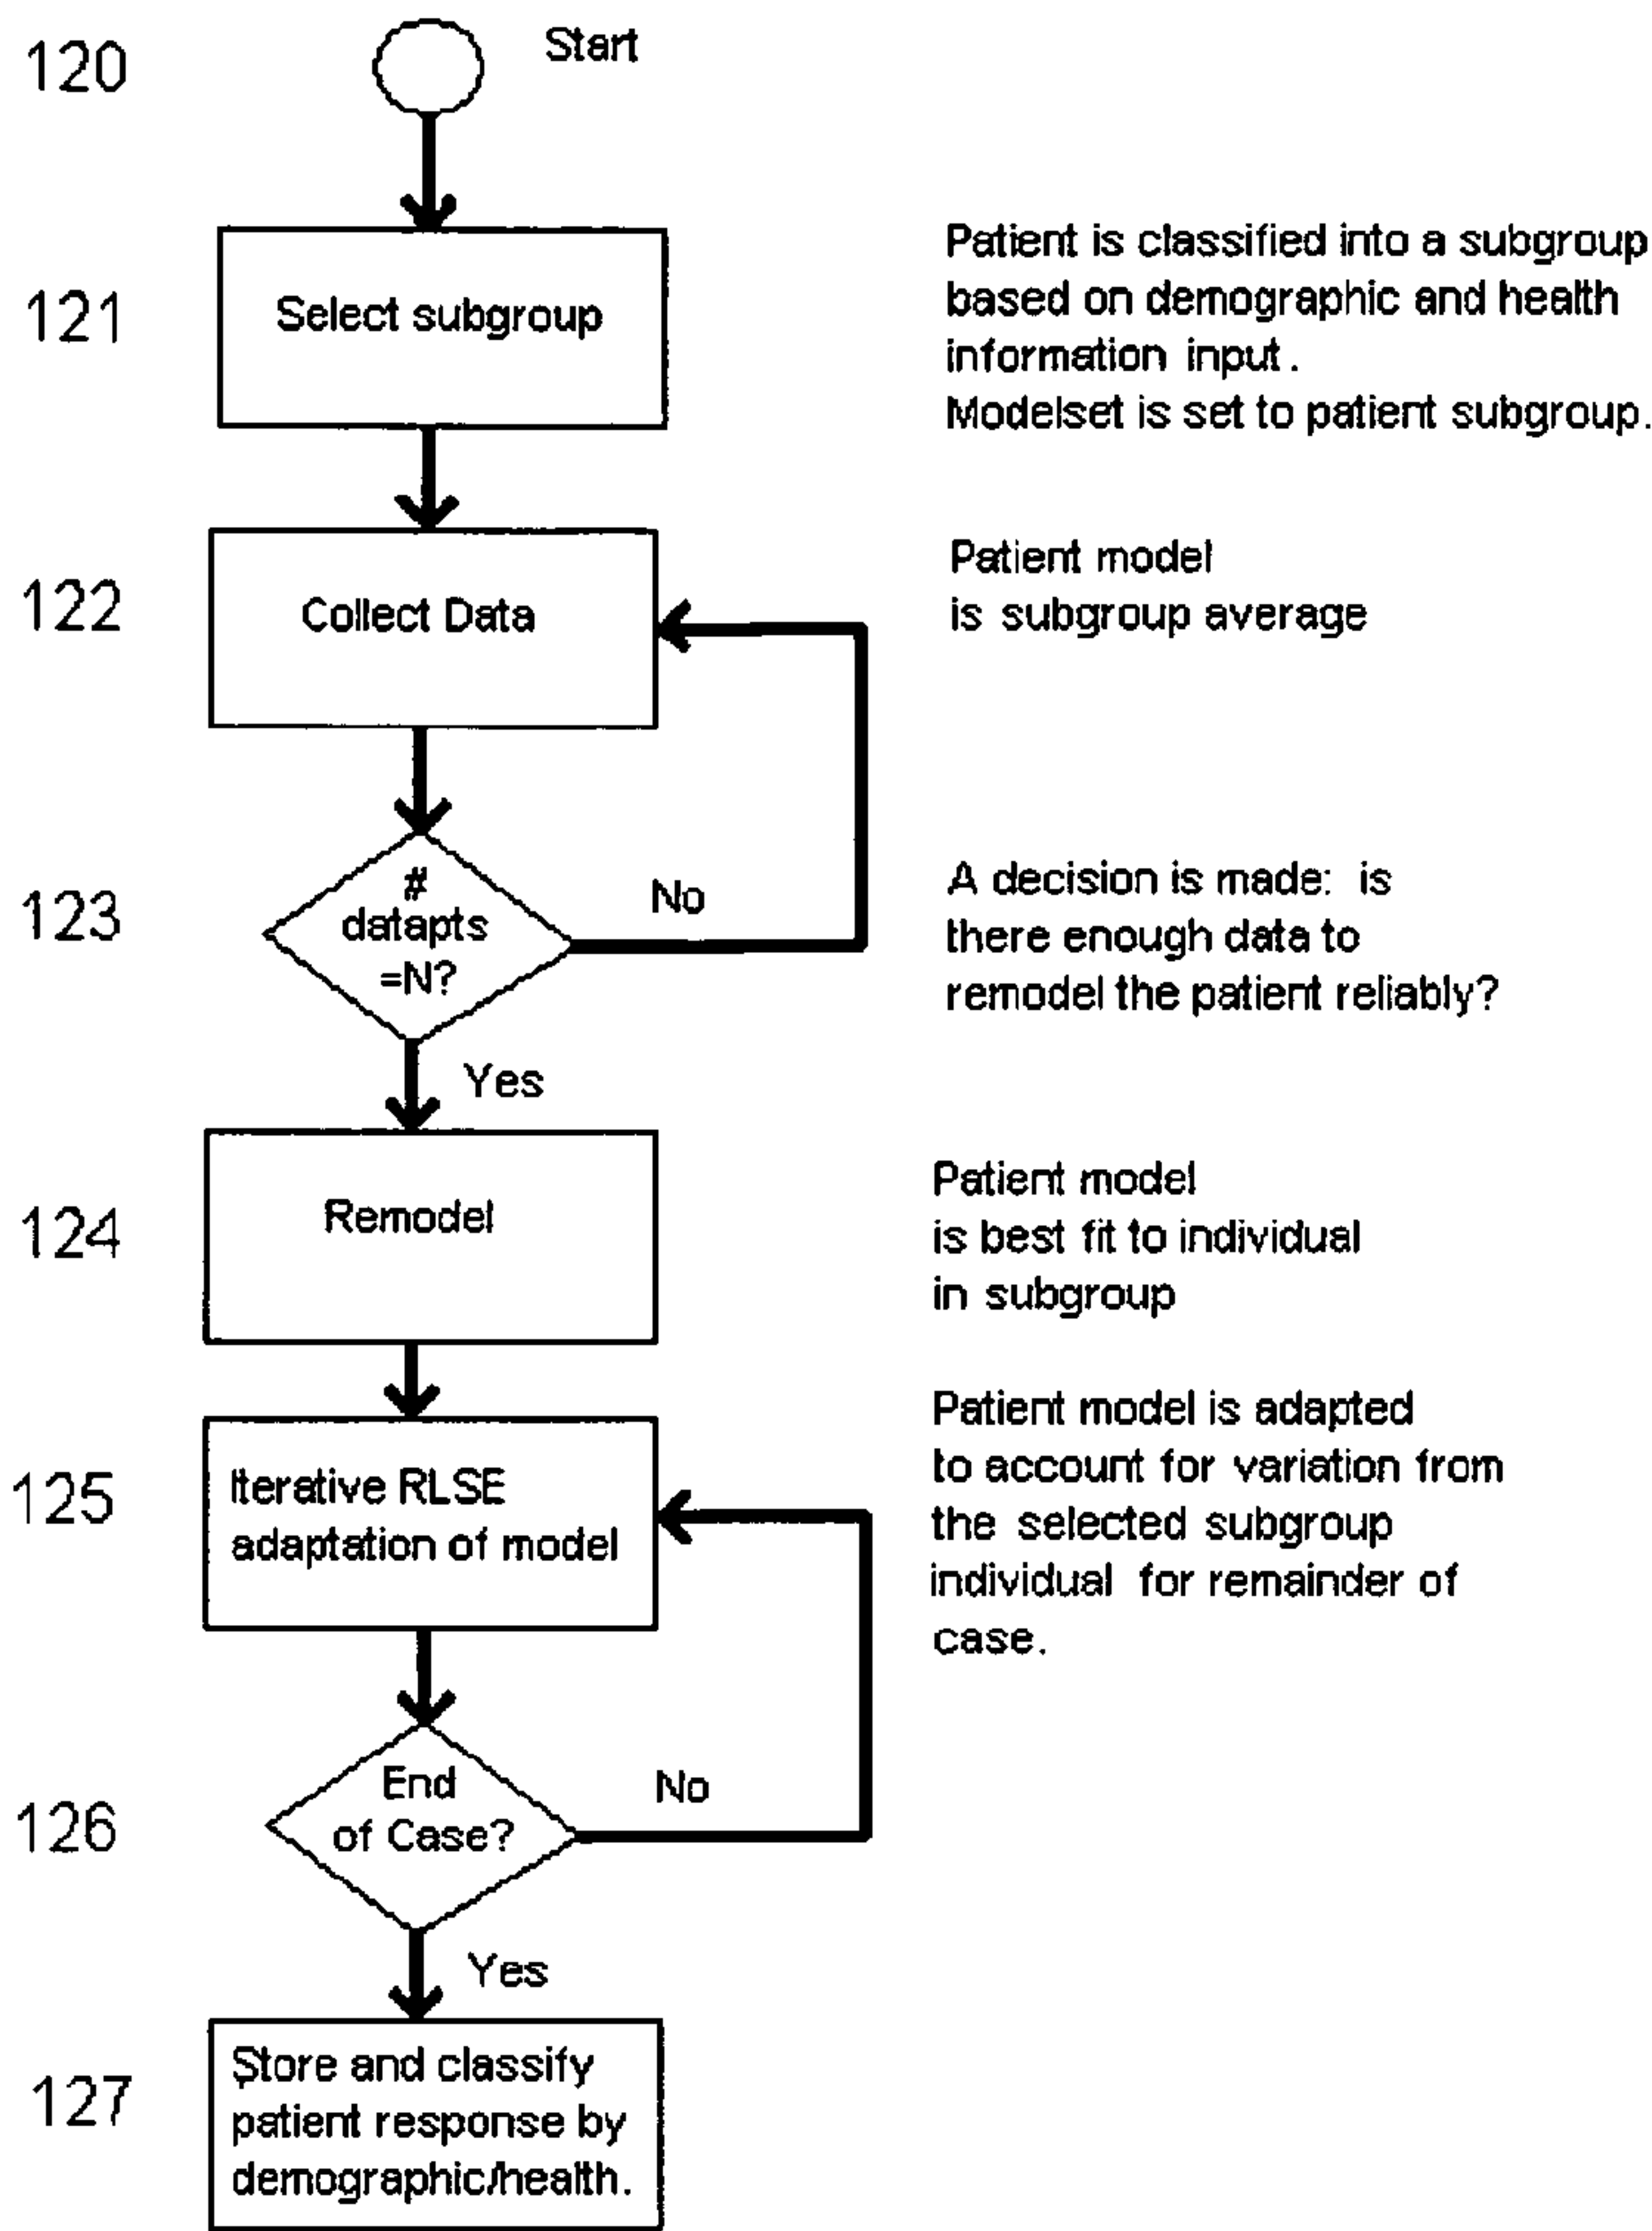 120
Start
121
Select subgroup
Patient is classified into a subgroup
based on demographic and health
information input.
Modelset is set to patient subgroup.
122
Collect Data
Patient model
is subgroup average
123
#
datapts
=N?
No
A decision is made: is
there enough data to
remodel the patient reliably?
Yes
124
Remodel
Patient model
is best fit to individual
in subgroup
125
Iterative RLSE
adaptation of model
Patient model is adapted
to account for variation from
the selected subgroup
individual for remainder of
case.
126
End
of Case?
No
Yes
127
Store and classify
patient response by
demographic/health.